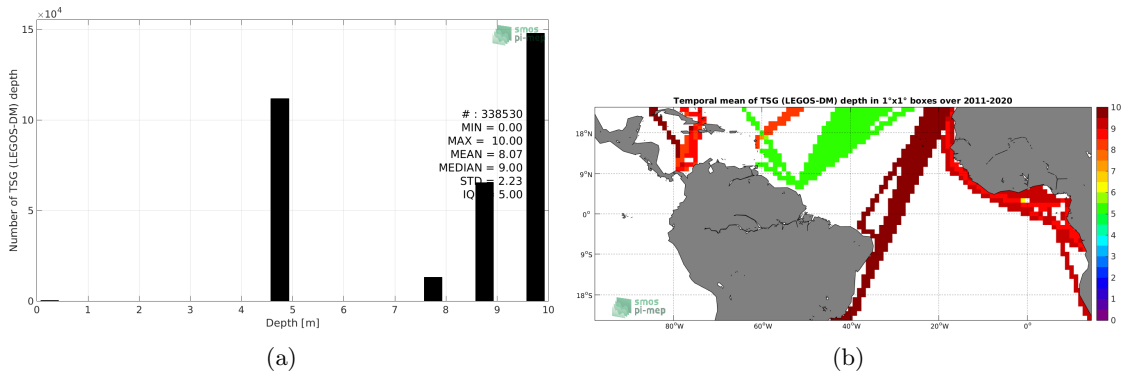 ×10⁴
15
10
5
0
Number of TSG (LEGOS-DM) depth
smos
pi-mep
# : 338530
MIN = 0.00
MAX = 10.00
MEAN = 8.07
MEDIAN = 9.00
STD = 2.23
IQ 5.00
0 1 2 3 4 5 6 7 8 9 10
Depth [m]
(a)
Temporal mean of TSG (LEGOS-DM) depth in 1°x1° boxes over 2011-2020
18°N
9°N
0°
9°S
18°S
80°W 60°W 40°W 20°W 0°
10
9
8
7
6
5
4
3
2
1
0
smos
pi-mep
(b)